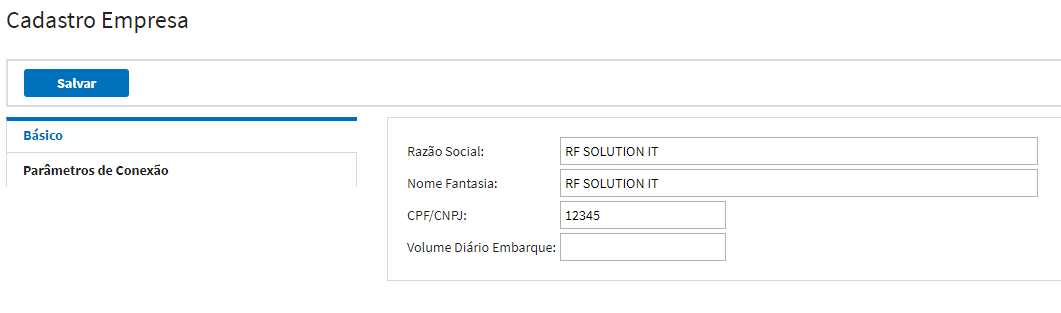 Cadastro Empresa
Salvar
Básico
Parâmetros de Conexão
Razão Social: RF SOLUTION IT
Nome Fantasia: RF SOLUTION IT
CPF/CNPJ: 12345
Volume Diário Embarque: